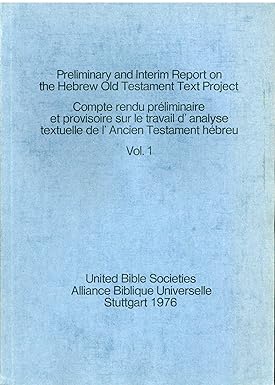 Preliminary and Interim Report on
the Hebrew Old Testament Text Project
Compte rendu préliminaire
et provisoire sur le travail d'analyse
textuelle de l'Ancien Testament hébreu
Vol. 1
United Bible Societies
Alliance Biblique Universelle
Stuttgart 1976